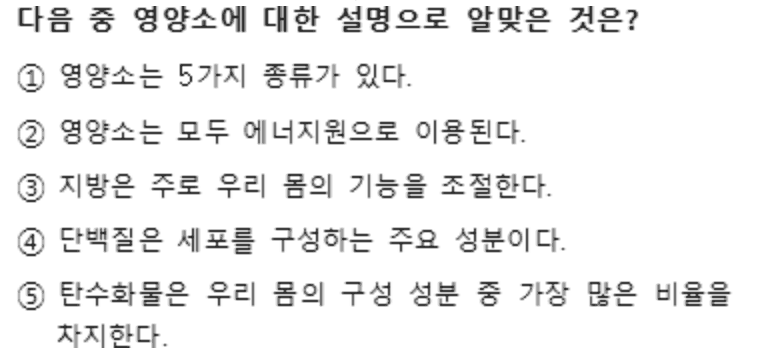 다음 중 영양소에 대한 설명으로 알맞은 것은?
① 영양소는 5가지 종류가 있다.
② 영양소는 모두 에너지원으로 이용된다.
③ 지방은 주로 우리 몸의 기능을 조절한다.
④ 단백질은 세포를 구성하는 주요 성분이다.
⑤ 탄수화물은 우리 몸의 구성 성분 중 가장 많은 비율을
차지한다.